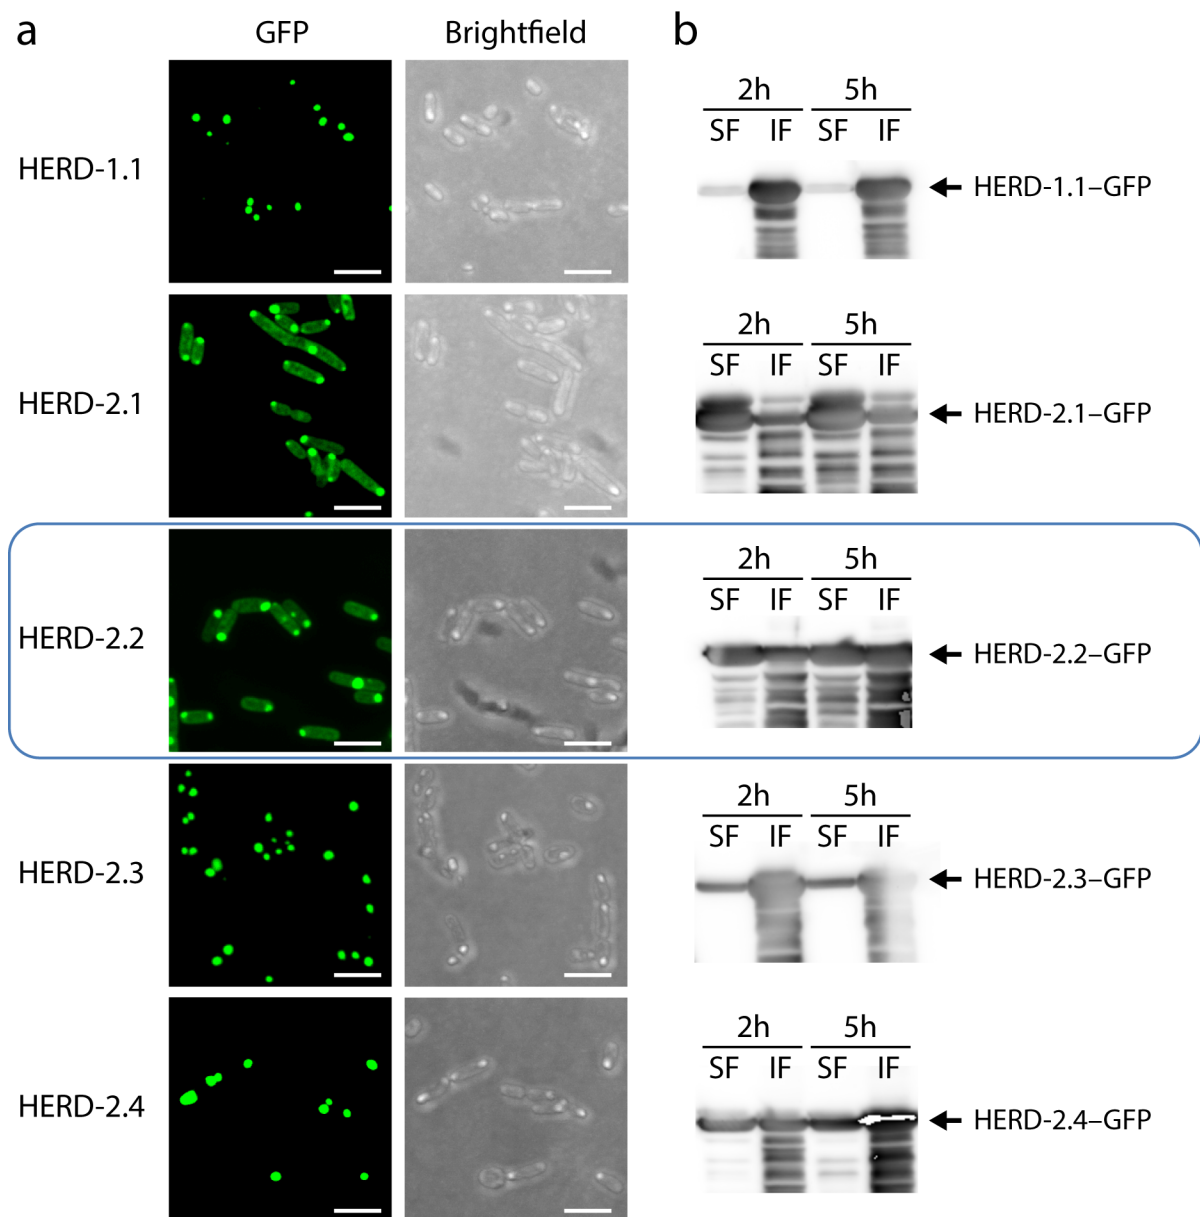 a
GFP
Brightfield
b
HERD-1.1
2h
5h
SF
IF
SF
IF
HERD-1.1–GFP
HERD-2.1
2h
5h
SF
IF
SF
IF
HERD-2.1–GFP
HERD-2.2
2h
5h
SF
IF
SF
IF
HERD-2.2–GFP
HERD-2.3
2h
5h
SF
IF
SF
IF
HERD-2.3–GFP
HERD-2.4
2h
5h
SF
IF
SF
IF
HERD-2.4–GFP